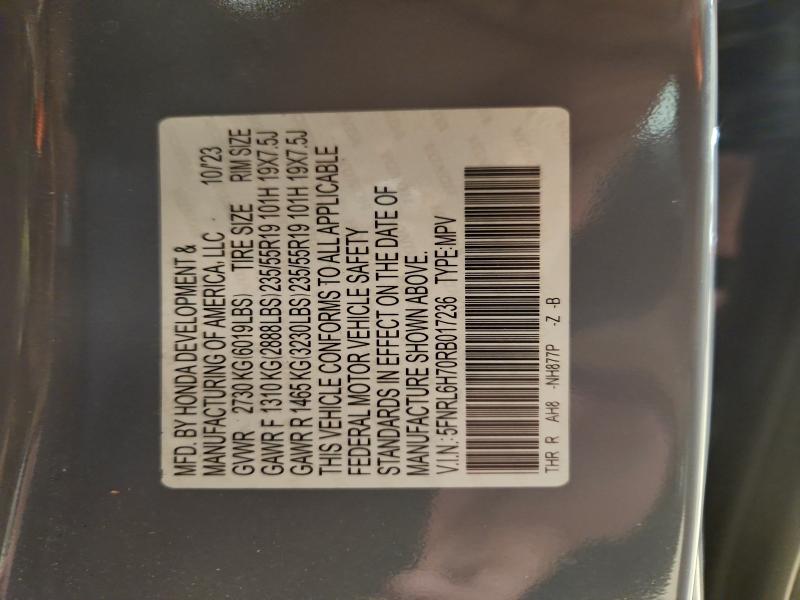 MFD. BY HONDA DEVELOPMENT &
MANUFACTURING OF AMERICA, LLC 10/23
GVWR 2730 KG(6019LBS) TIRE SIZE RIM SIZE
GAWR F 1310 KG(2888LBS)235/55R19 101H 19X7.5J
GAWR R 1465 KG(3230LBS)235/55R19 101H 19X7.5J
THIS VEHICLE CONFORMS TO ALL APPLICABLE
FEDERAL MOTOR VEHICLE SAFETY
STANDARDS IN EFFECT ON THE DATE OF
MANUFACTURE SHOWN ABOVE.
V.I.N.:5FNRL6H70RB017236 TYPE:MPV
THR R AH8 -NH877P -Z -B